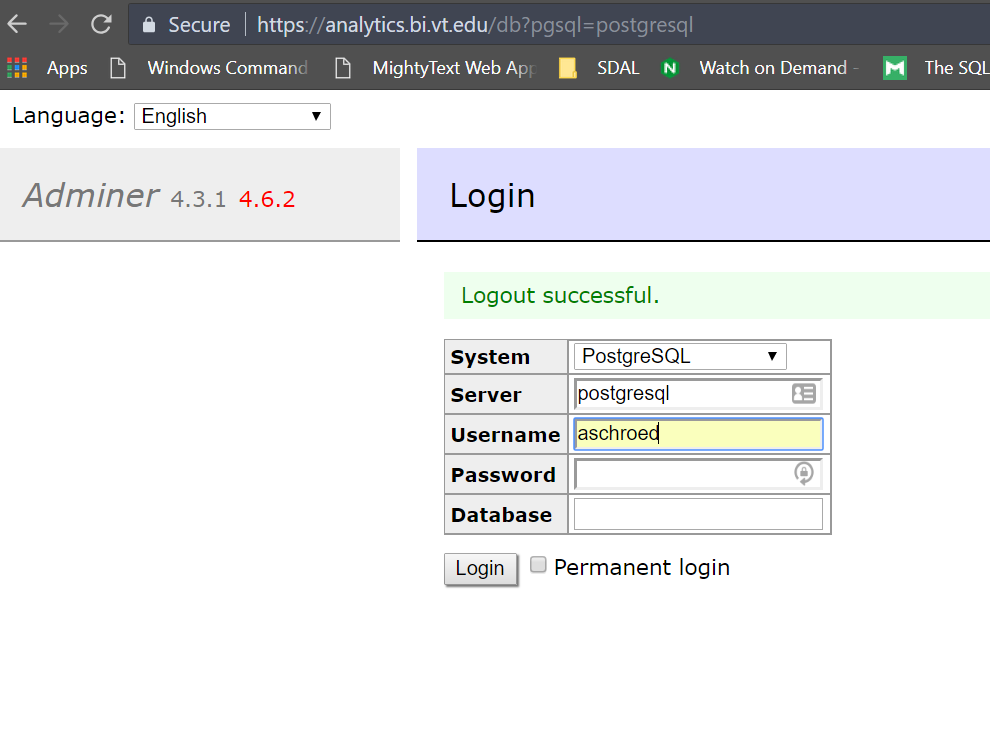 Secure https://analytics.bi.vt.edu/db?pgsql=postgresql
Apps Windows Command MightyText Web App SDAL N Watch on Demand - The SQL
Language: English
Adminer 4.3.1 4.6.2
Login
Logout successful.
System PostgreSQL
Server postgresql
Username aschroed
Password
Database
Login Permanent login